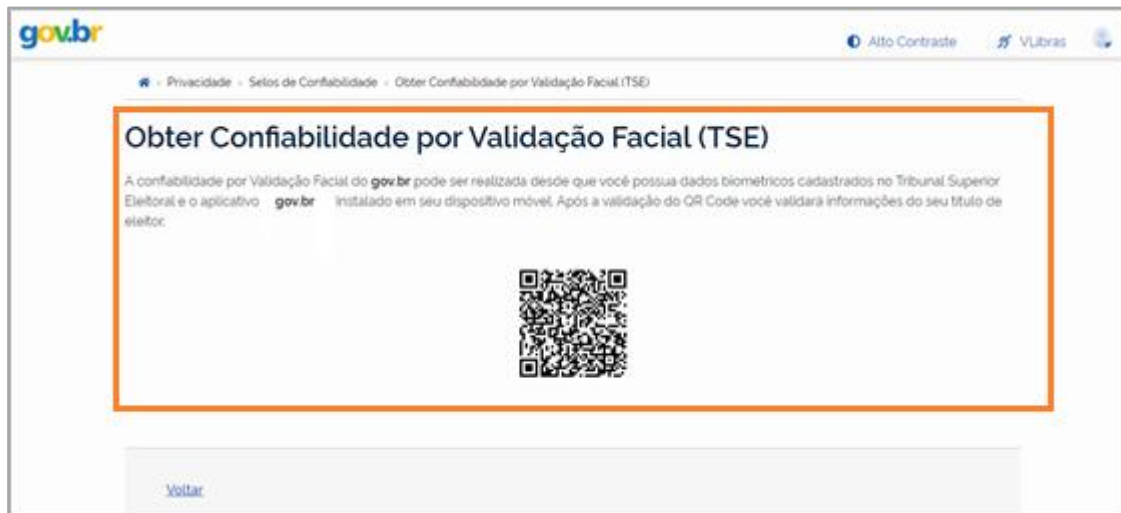 gov.br
Alto Contraste
VLibras
Privacidade
Selos de Confiabilidade
Obter Confiabilidade por Validação Facial (TSE)
Obter Confiabilidade por Validação Facial (TSE)
A confiabilidade por Validação Facial do gov.br pode ser realizada desde que você possua dados biométricos cadastrados no Tribunal Superior
Eleitoral e o aplicativo gov.br instalado em seu dispositivo móvel. Após a validação do QR Code você validará informações do seu título de
eleitor.
Voltar